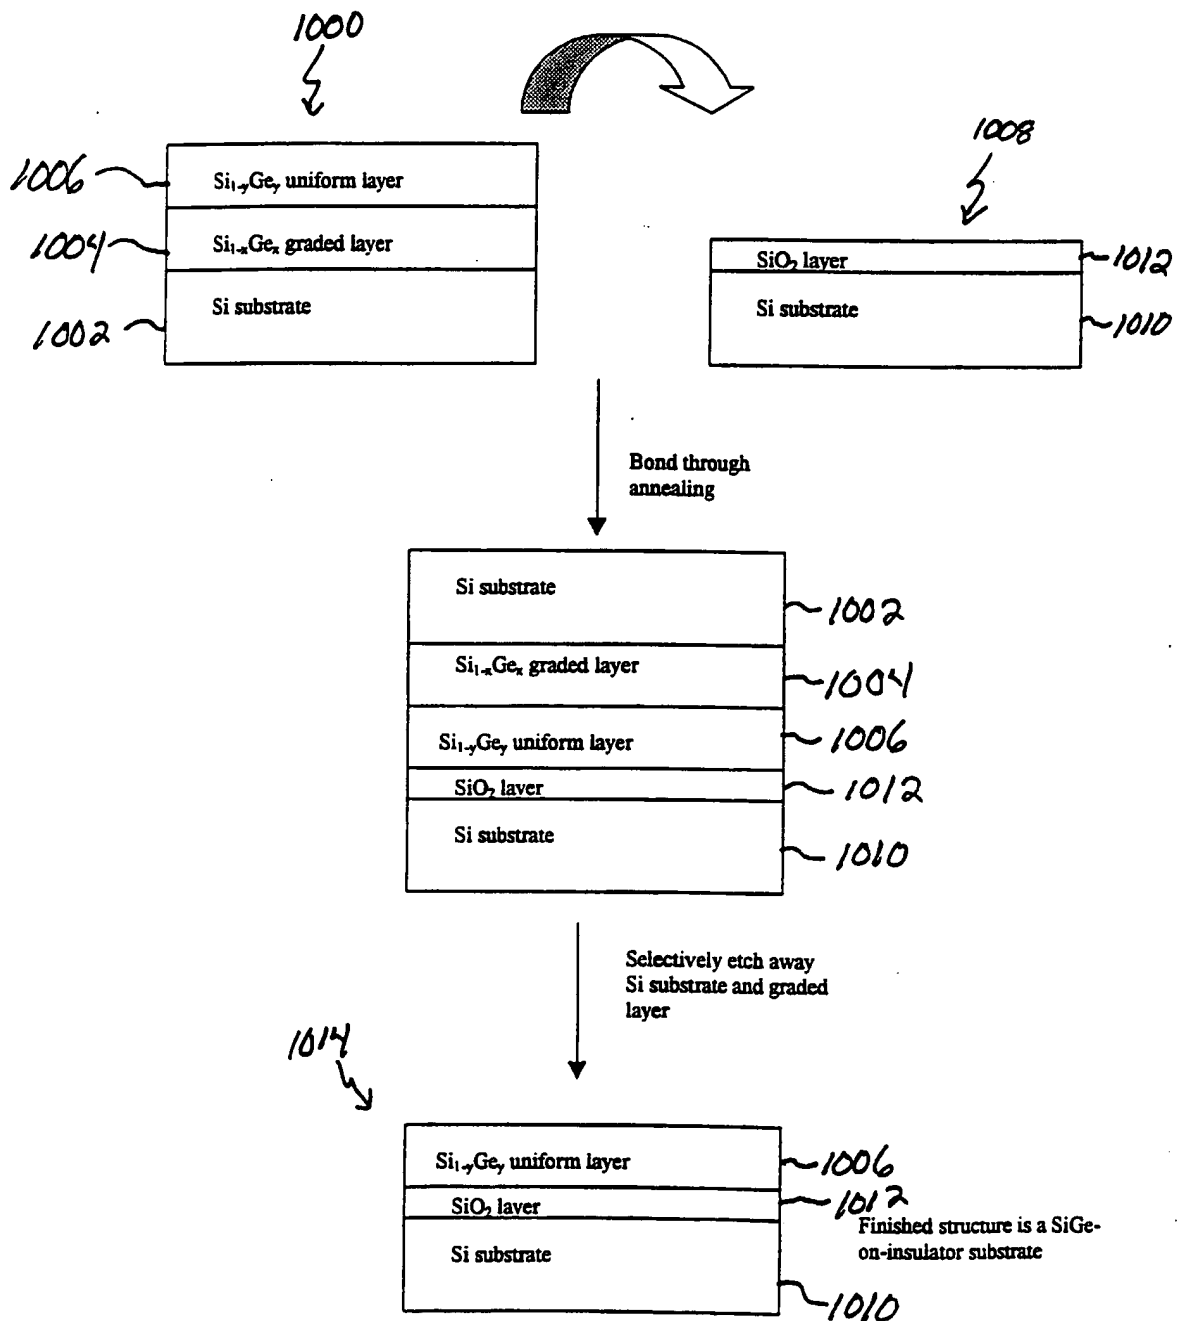 1000
1008
1006
Si₁₋yGey uniform layer
1004
Si₁₋ₓGeₓ graded layer
Si substrate
1002
SiO₂ layer
1012
Si substrate
1010
Bond through
annealing
Si substrate
1002
Si₁₋ₓGeₓ graded layer
1004
Si₁₋yGey uniform layer
1006
SiO₂ layer
1012
Si substrate
1010
Selectively etch away
Si substrate and graded
layer
1014
Si₁₋yGey uniform layer
1006
SiO₂ layer
1012
Finished structure is a SiGe-
on-insulator substrate
Si substrate
1010